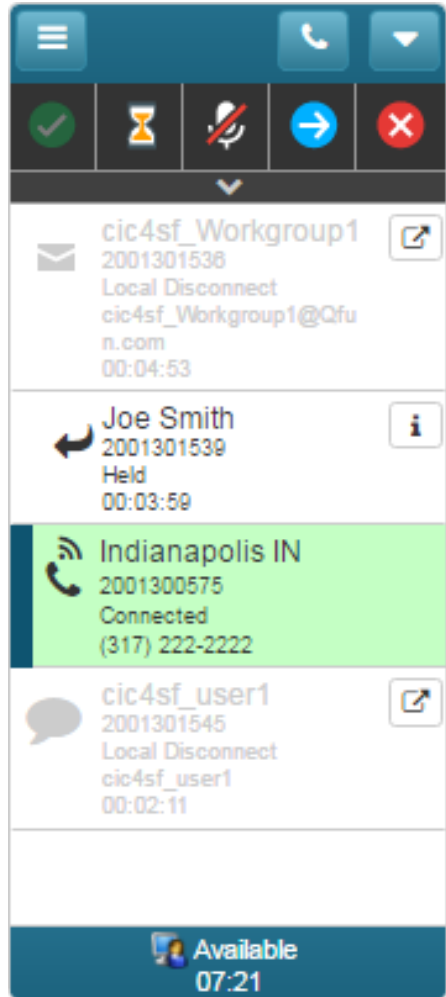 cic4sf_Workgroup1
2001301536
Local Disconnect
cic4sf_Workgroup1@Qfu
n.com
00:04:53
Joe Smith
2001301539
Held
00:03:59
i
Indianapolis IN
2001300575
Connected
(317) 222-2222
cic4sf_user1
2001301545
Local Disconnect
cic4sf_user1
00:02:11
Available
07:21